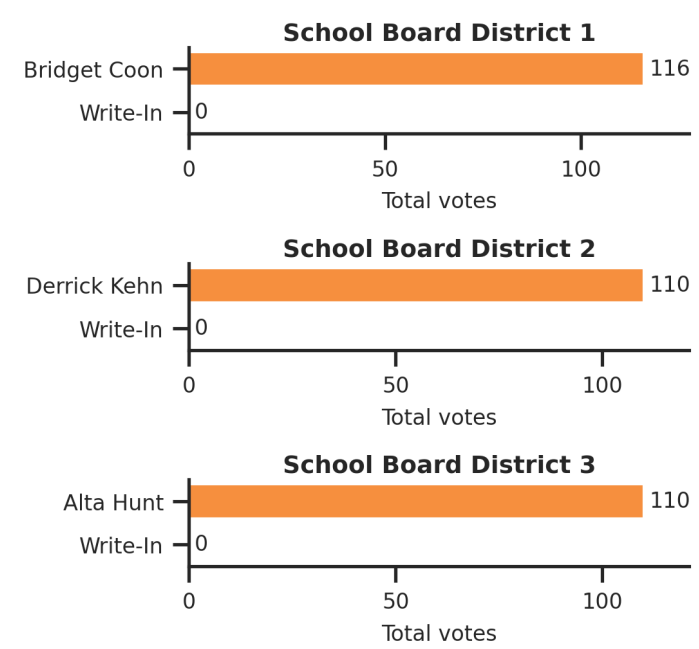 School Board District 1
Bridget Coon 116
Write-In 0
0 50 100
Total votes
School Board District 2
Derrick Kehn 110
Write-In 0
0 50 100
Total votes
School Board District 3
Alta Hunt 110
Write-In 0
0 50 100
Total votes